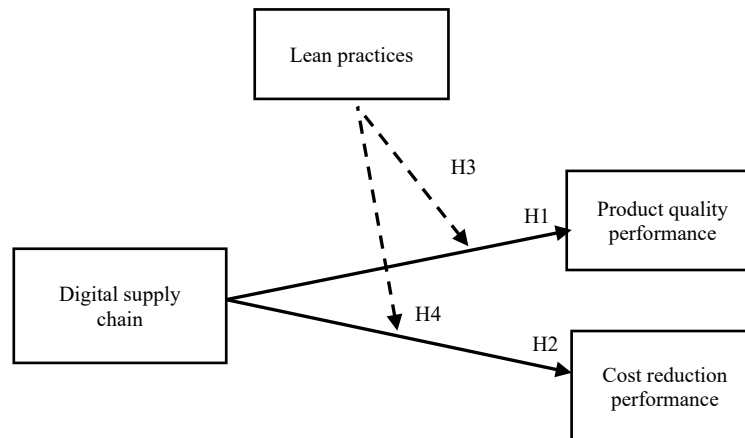 Lean practices
H3
H1
Product quality
performance
Digital supply
chain
H4
H2
Cost reduction
performance